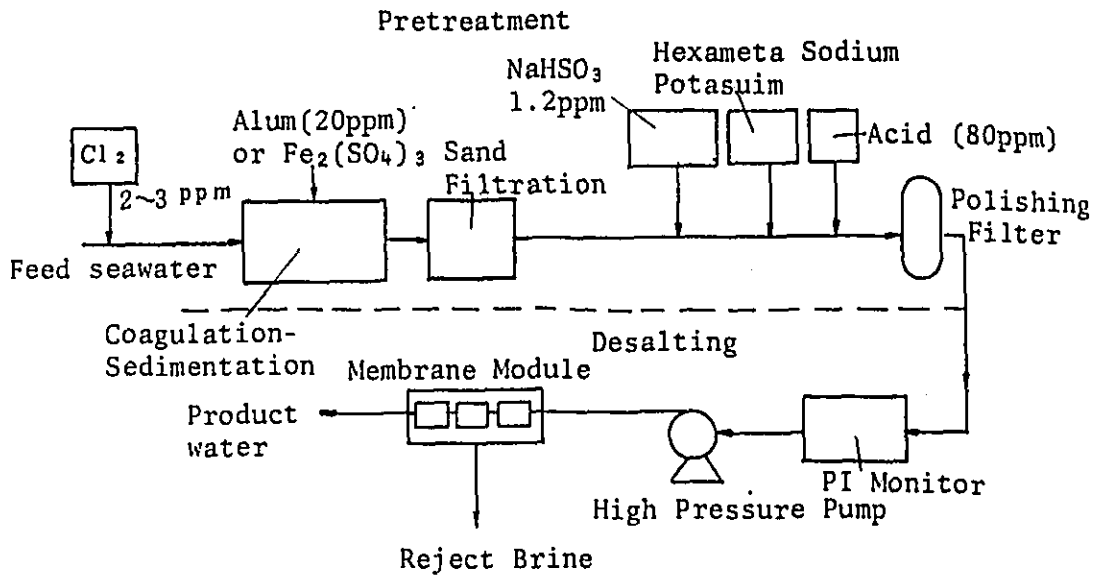 Pretreatment
Cl₂
2~3 ppm
Feed seawater
Alum(20ppm)
or Fe₂(SO₄)₃
Sand
Filtration
NaHSO₃
1.2ppm
Hexameta Sodium
Potasuim
Acid (80ppm)
Polishing
Filter
Coagulation-
Sedimentation
Desalting
Membrane Module
Product
water
PI Monitor
High Pressure Pump
Reject Brine